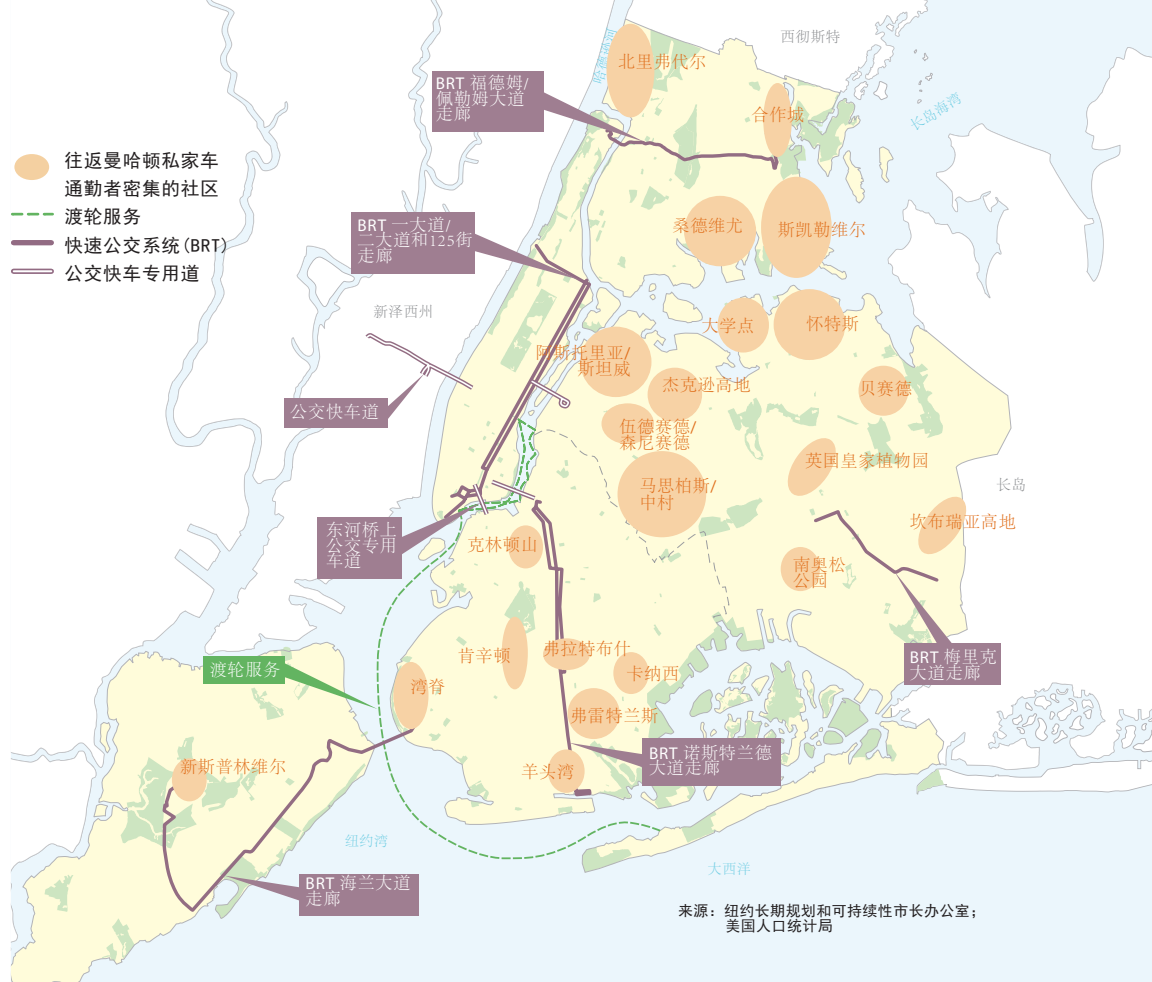 西彻斯特
哈德逊河
北里弗代尔
BRT 福德姆/
佩勒姆大道
走廊
合作城
长岛海湾
往返曼哈顿私家车
通勤者密集的社区
渡轮服务
快速公交系统(BRT)
公交快车专用道
BRT 一大道/
二大道和125街
走廊
桑德维尤
斯凯勒维尔
新泽西州
大学点
怀特斯
阿斯托里亚/
斯坦威
杰克逊高地
贝赛德
公交快车道
伍德赛德/
森尼赛德
英国皇家植物园
马思柏斯/
中村
长岛
坎布瑞亚高地
东河桥上
公交专用
车道
克林顿山
南奥松
公园
弗拉特布什
肯辛顿
卡纳西
BRT 梅里克
大道走廊
渡轮服务
湾脊
弗雷特兰斯
BRT 诺斯特兰德
大道走廊
羊头湾
新斯普林维尔
纽约湾
大西洋
BRT 海兰大道
走廊
来源：纽约长期规划和可持续性市长办公室；
美国人口统计局